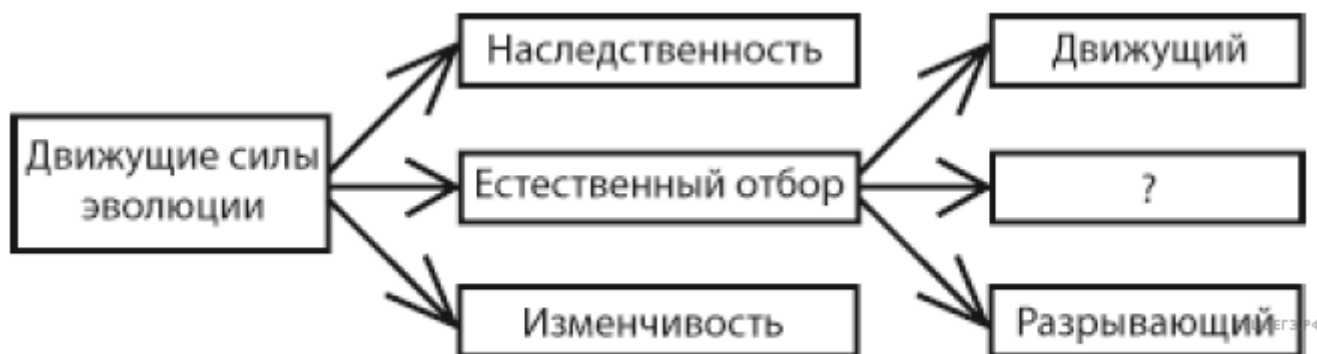 Наследственность
Движущий
Движущие силы
эволюции
Естественный отбор
?
Изменчивость
Разрывающий